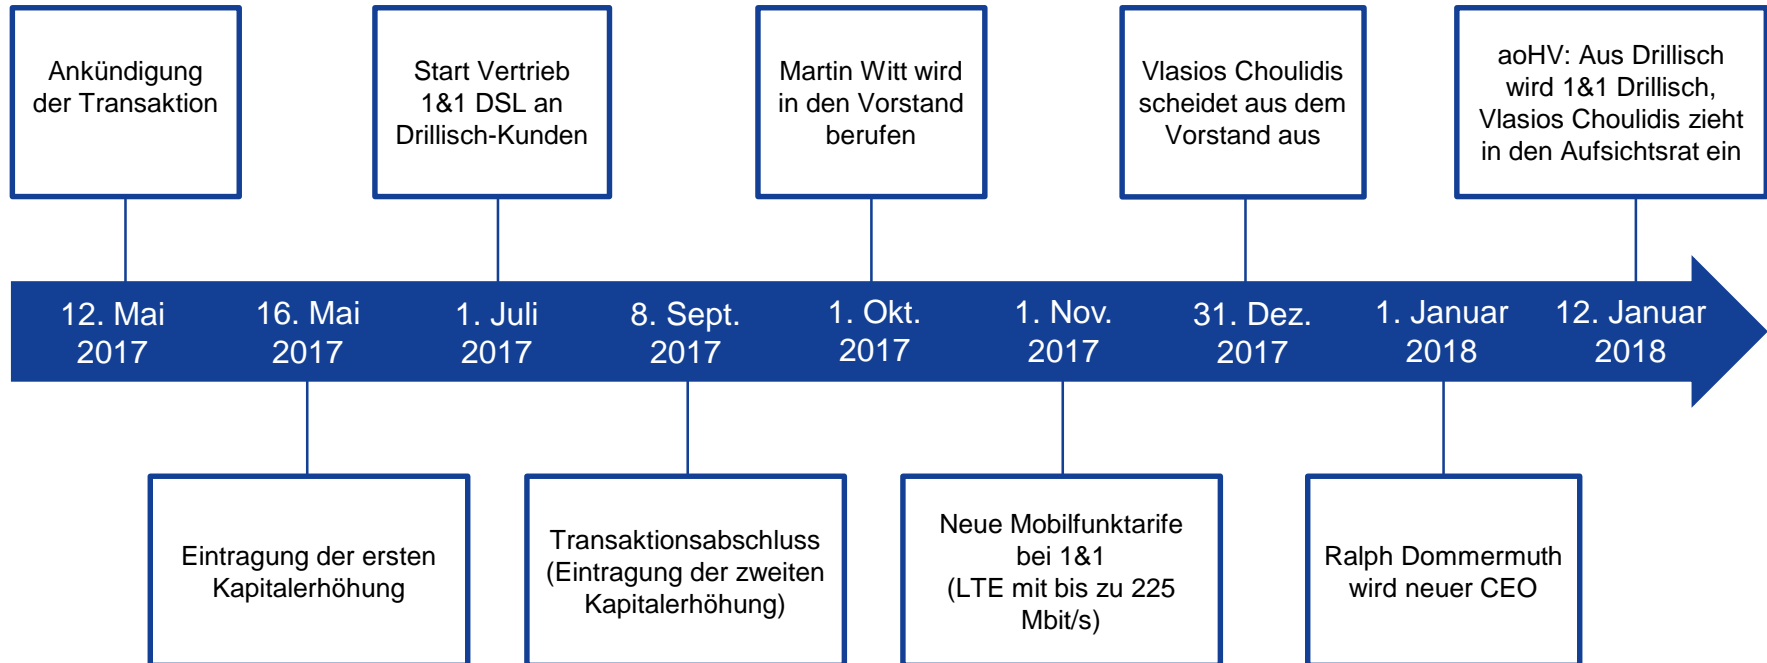 Ankündigung
der Transaktion
Start Vertrieb
1&1 DSL an
Drillisch-Kunden
Martin Witt wird
in den Vorstand
berufen
Vlasios Choulidis
scheidet aus dem
Vorstand aus
aoHV: Aus Drillisch
wird 1&1 Drillisch,
Vlasios Choulidis zieht
in den Aufsichtsrat ein
12. Mai
2017
16. Mai
2017
1. Juli
2017
8. Sept.
2017
1. Okt.
2017
1. Nov.
2017
31. Dez.
2017
1. Januar
2018
12. Januar
2018
Eintragung der ersten
Kapitalerhöhung
Transaktionsabschluss
(Eintragung der zweiten
Kapitalerhöhung)
Neue Mobilfunktarife
bei 1&1
(LTE mit bis zu 225
Mbit/s)
Ralph Dommermuth
wird neuer CEO